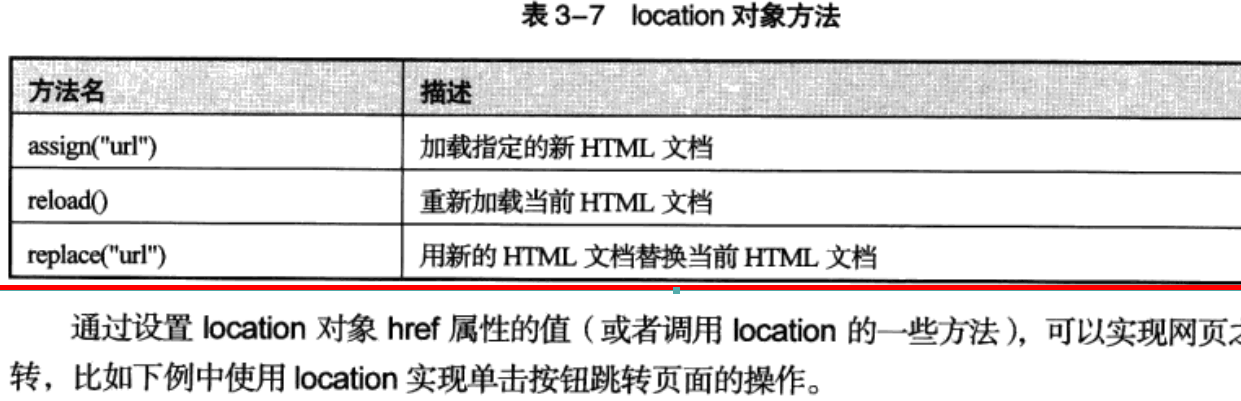 表 3-7 location 对象方法
方法名 描述
assign("url") 加载指定的新 HTML 文档
reload() 重新加载当前 HTML 文档
replace("url") 用新的 HTML 文档替换当前 HTML 文档
通过设置 location 对象 href 属性的值（或者调用 location 的一些方法），可以实现网页
转，比如下例中使用 location 实现单击按钮跳转页面的操作。